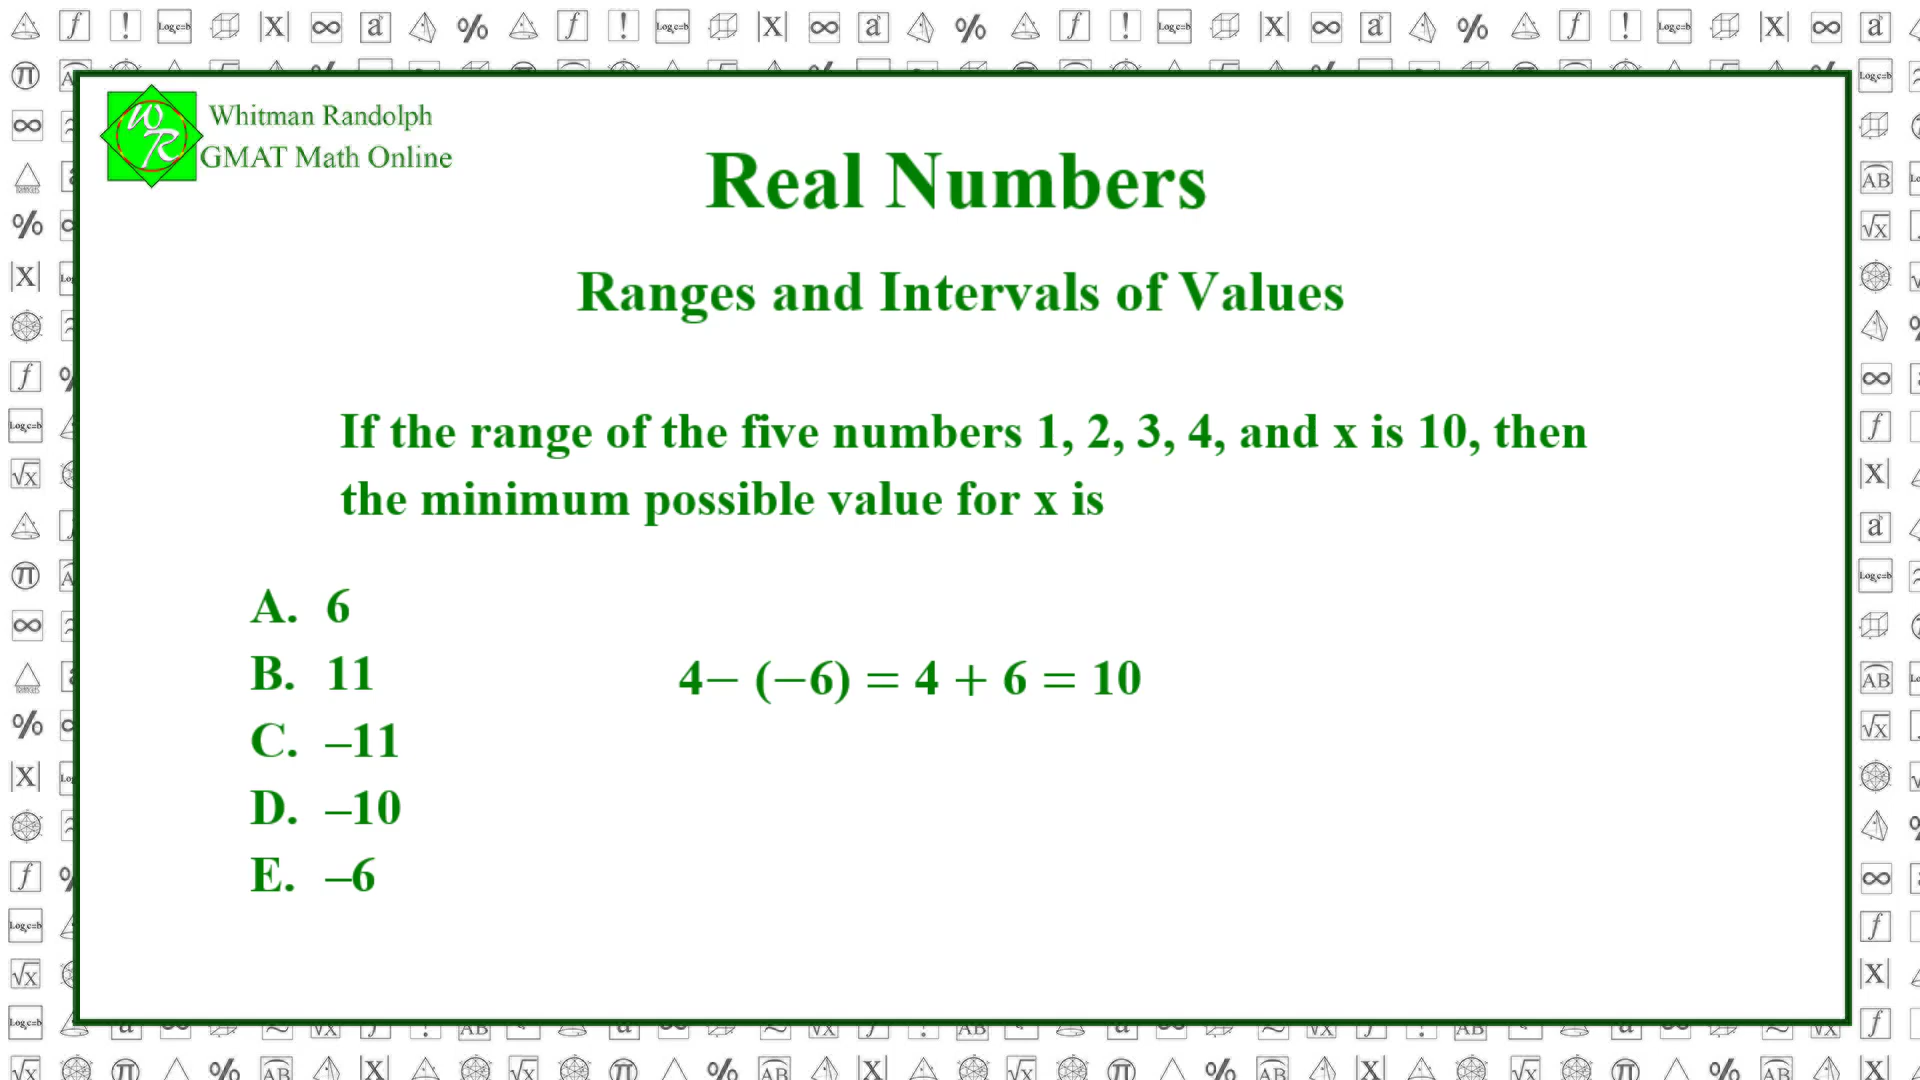 Whitman Randolph
GMAT Math Online
Real Numbers
Ranges and Intervals of Values
If the range of the five numbers 1, 2, 3, 4, and x is 10, then
the minimum possible value for x is
A. 6
B. 11
C. –11
D. –10
E. –6
4− (−6) = 4 + 6 = 10